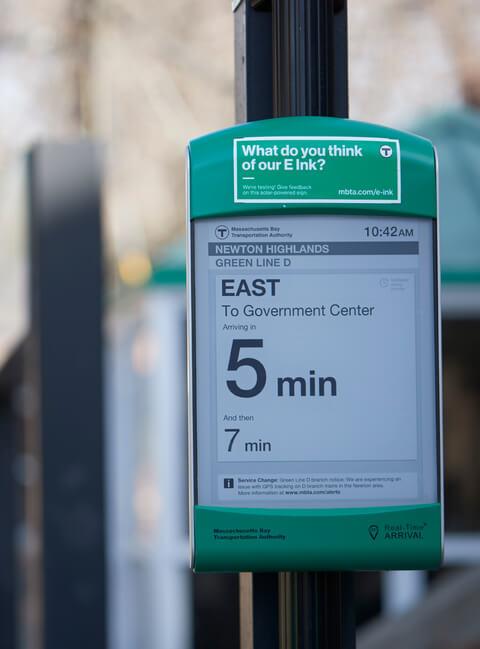 What do you think
of our E Ink?
We're testing! Give feedback
on this solar-powered sign.
mbta.com/e-ink
T
Massachusetts Bay
Transportation Authority
10:42 AM
NEWTON HIGHLANDS
GREEN LINE D
EAST
To Government Center
Arriving in
5 min
And then
7 min
Service Change: Green Line D branch notice: We are experiencing an
issue with GPS tracking on D branch trains in the Newton area.
More information at www.mbta.com/alerts
Massachusetts Bay
Transportation Authority
Real-Time
ARRIVAL